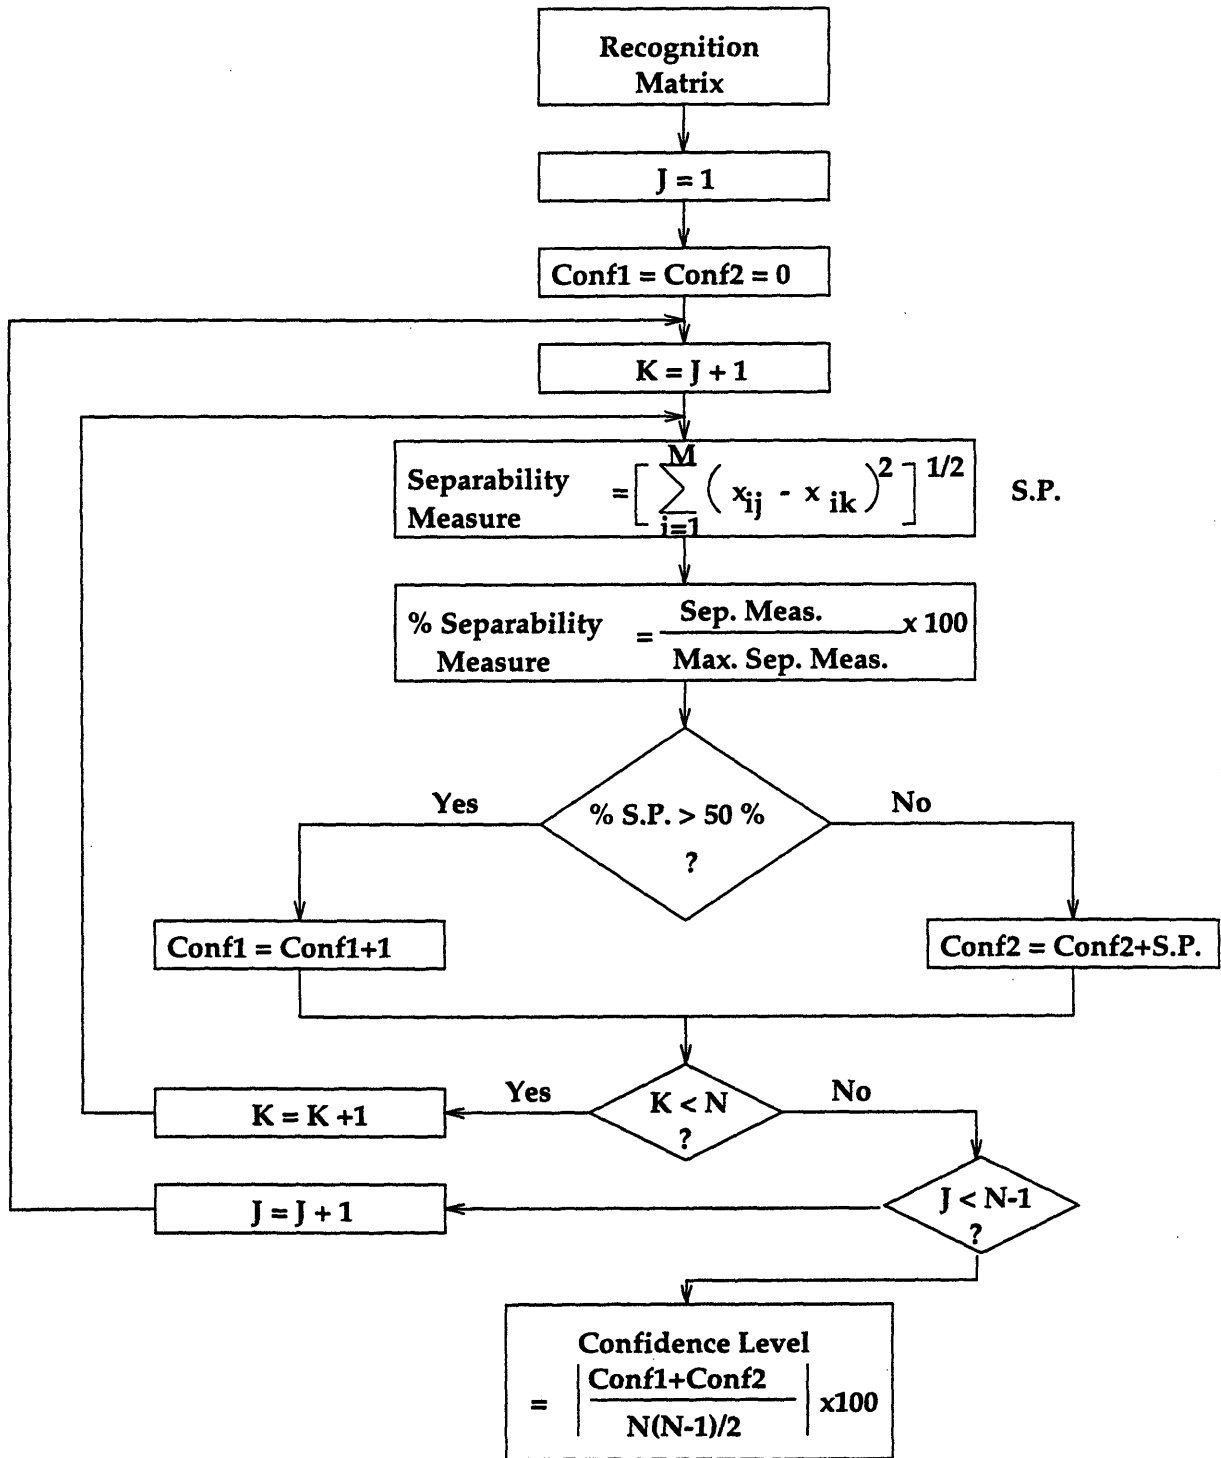 Recognition
Matrix
J = 1
Conf1 = Conf2 = 0
K = J + 1
Separability
Measure
= [ M ∑ i=1 ( x ij - x ik )2 ] 1/2
S.P.
% Separability
Measure
= Sep. Meas. x 100
Max. Sep. Meas.
% S.P. > 50 %
?
Yes
No
Conf1 = Conf1+1
Conf2 = Conf2+S.P.
K < N
?
Yes
No
K = K +1
J < N-1
?
J = J + 1
Confidence Level
= | Conf1+Conf2 | x100
N(N-1)/2